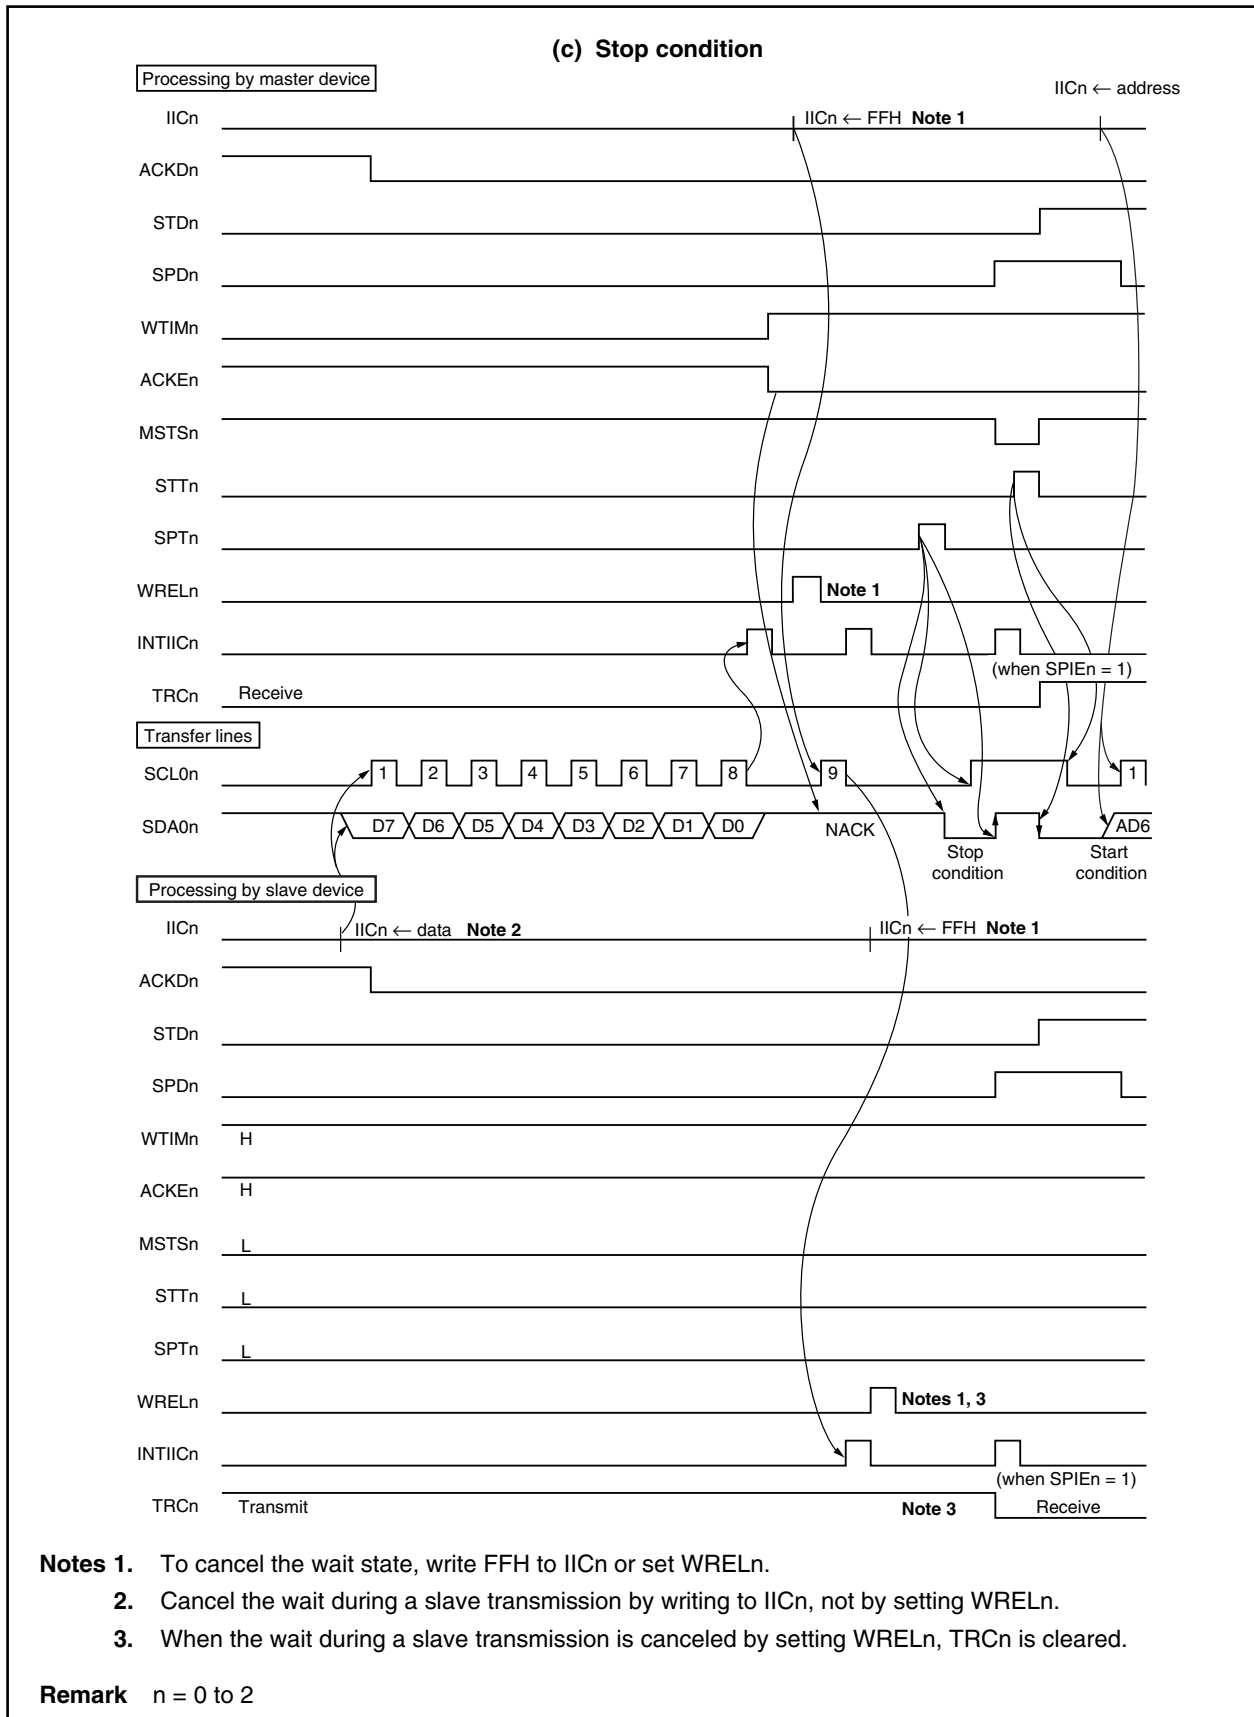 (c) Stop condition
Processing by master device
IICn ← address
IICn
IICn ← FFH Note 1
ACKDn
STDn
SPDn
WTIMn
ACKEn
MSTSn
STTn
SPTn
WRELn
Note 1
INTIICn
(when SPIEn = 1)
TRCn
Receive
Transfer lines
SCL0n
1 2 3 4 5 6 7 8 9 1
SDA0n
D7 D6 D5 D4 D3 D2 D1 D0 NACK AD6
Stop condition
Start condition
Processing by slave device
IICn
IICn ← data Note 2
IICn ← FFH Note 1
ACKDn
STDn
SPDn
WTIMn
H
ACKEn
H
MSTSn
L
STTn
L
SPTn
L
WRELn
Notes 1, 3
INTIICn
(when SPIEn = 1)
TRCn
Transmit
Note 3
Receive
Notes 1. To cancel the wait state, write FFH to IICn or set WRELn.
2. Cancel the wait during a slave transmission by writing to IICn, not by setting WRELn.
3. When the wait during a slave transmission is canceled by setting WRELn, TRCn is cleared.
Remark n = 0 to 2